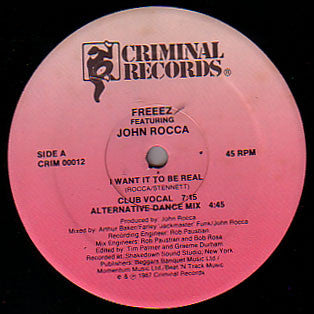 CRIMINAL
RECORDS®
FREEEZ
FEATURING
JOHN ROCCA
SIDE A
CRIM 00012
45 RPM
I WANT IT TO BE REAL
(ROCCA/STENNETT)
CLUB VOCAL 7:15
ALTERNATIVE DANCE MIX 4:45
Produced by: John Rocca
Mixed by: Arthur Baker/Farley 'Jackmaster' Funk/John Rocca
Recording Engineer: Rob Paustian
Mix Engineers: Rob Paustian and Bob Rosa
Edited by: Tim Palmer and Graeme Durham
Recorded at: Shakedown Sound Studio; New York
Publishers: Beggars Banquet Music Ltd /
Momentum Music Ltd./Beat 'N Track Music
℗ & © 1987 Criminal Records